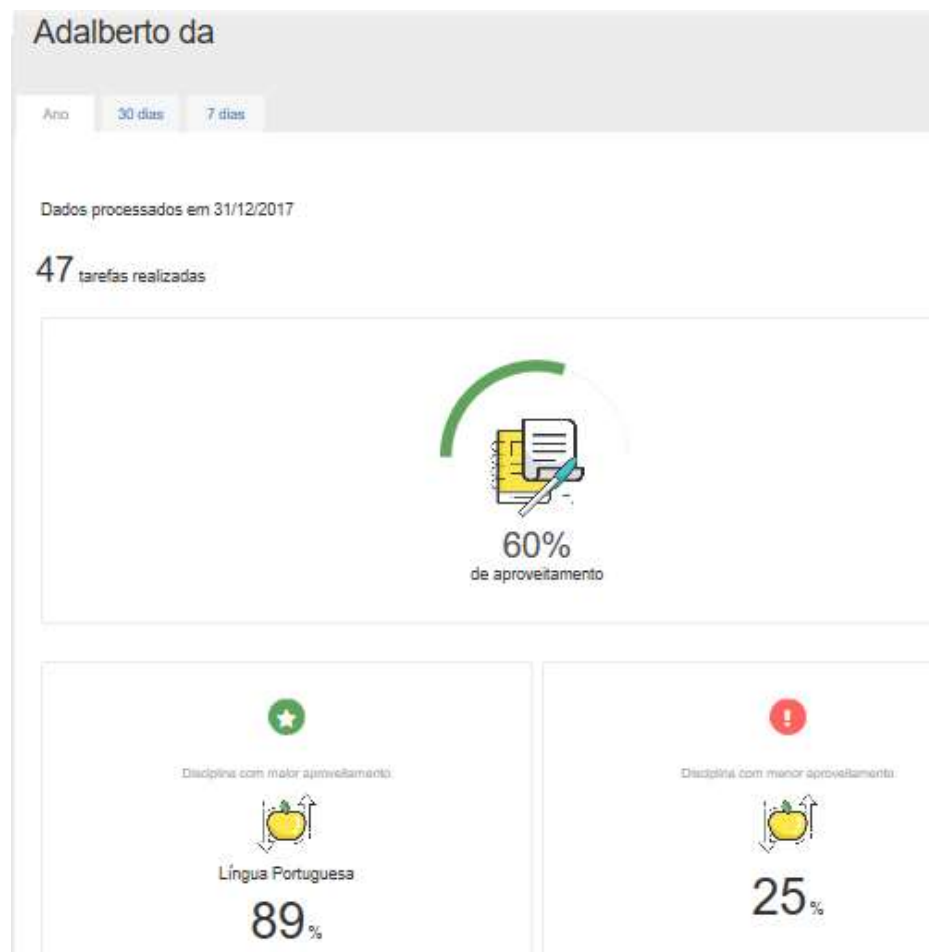 Adalberto da
Ano 30 dias 7 dias
Dados processados em 31/12/2017
47 tarefas realizadas
60%
de aproveitamento
Disciplina com maior aproveitamento
Disciplina com menor aproveitamento
Língua Portuguesa
89%
25%